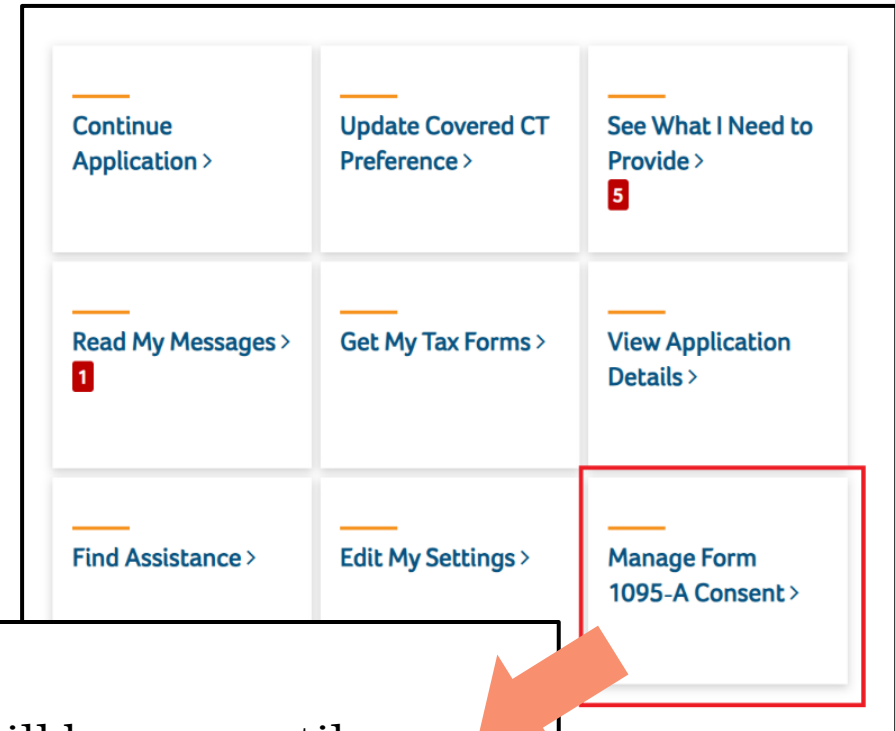 Continue
Application >
Update Covered CT
Preference >
See What I Need to
Provide >
5
Read My Messages >
1
Get My Tax Forms >
View Application
Details >
Find Assistance >
Edit My Settings >
Manage Form
1095-A Consent >